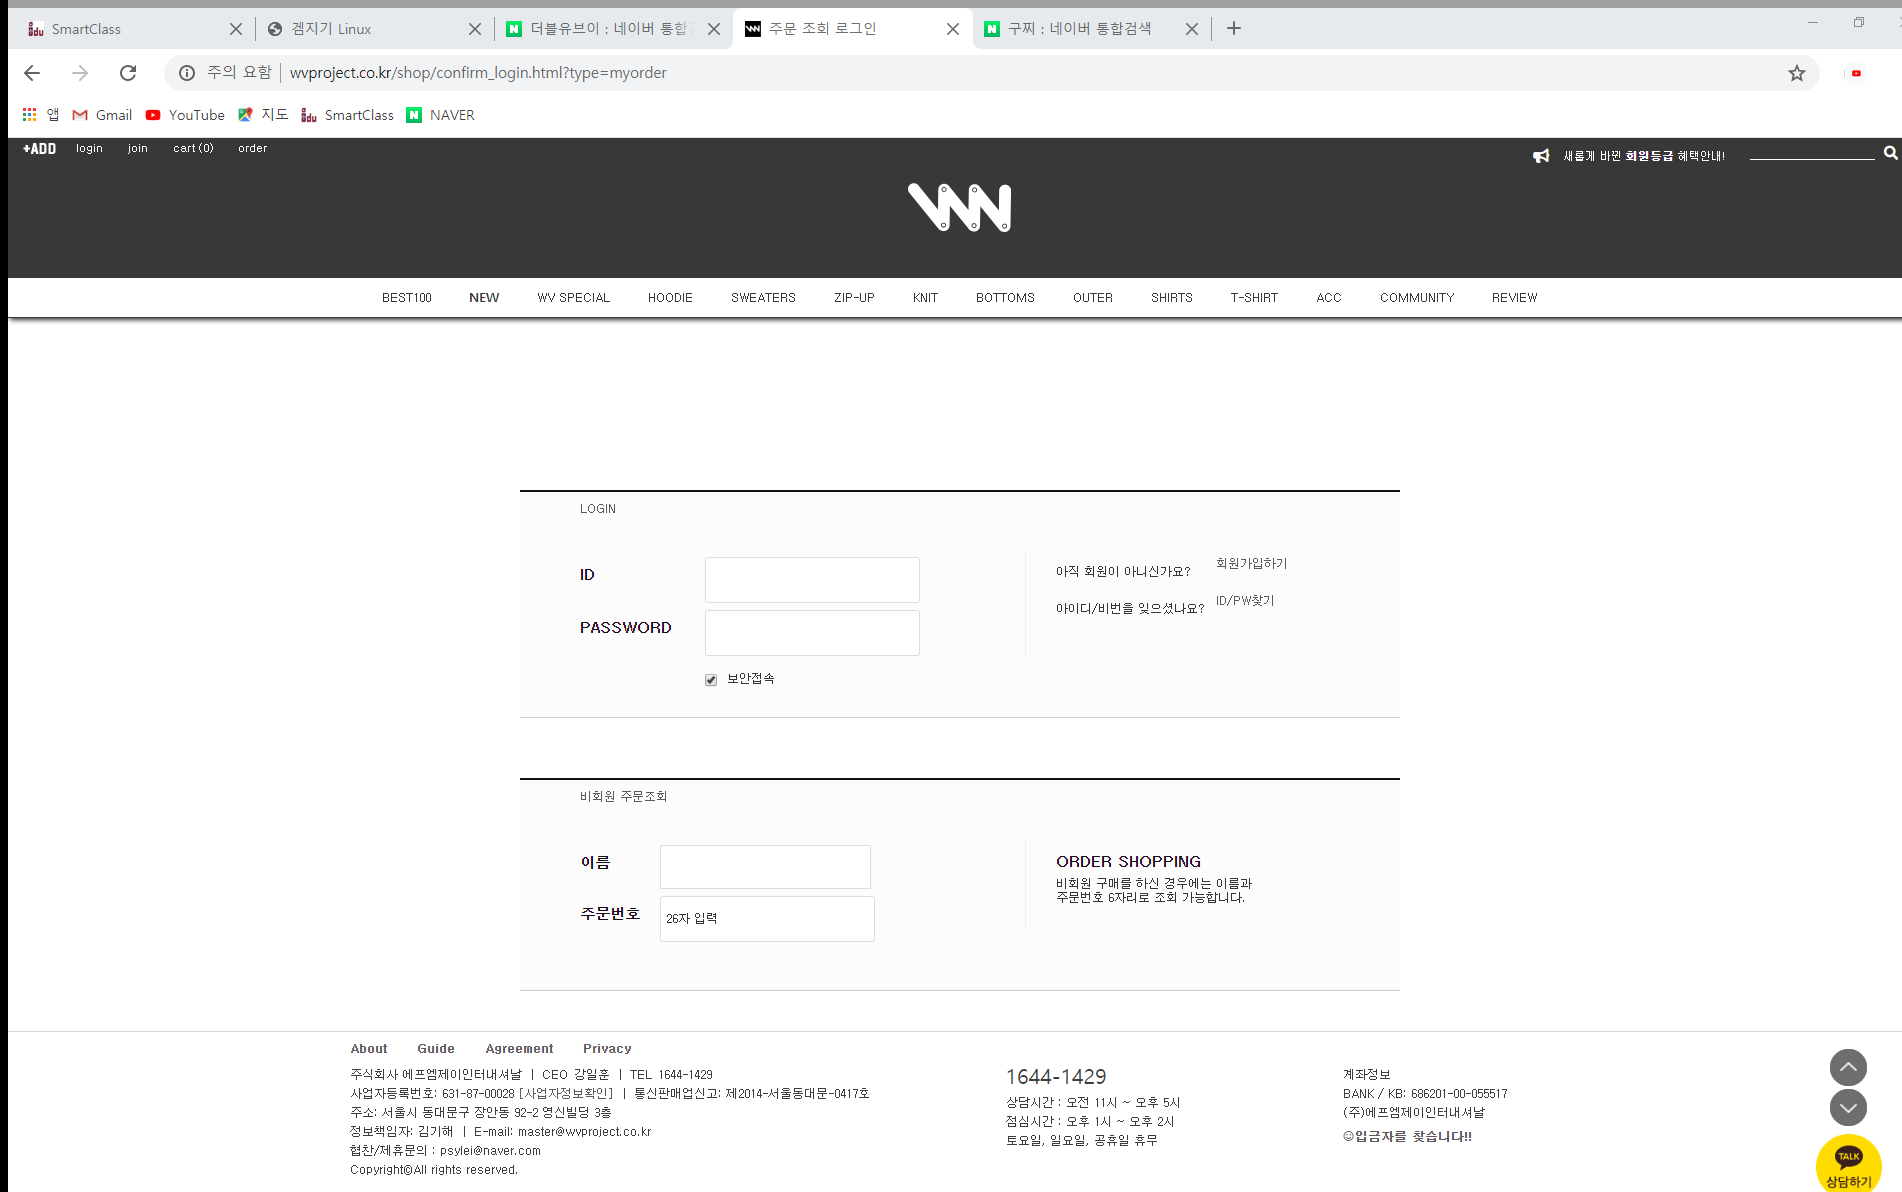 SmartClass
켐지기 Linux
더블유브이 : 네이버 통합검
주문 조회 로그인
구찌 : 네이버 통합검색
주의 요함
wvproject.co.kr/shop/confirm_login.html?type=myorder
앱
Gmail
YouTube
지도
SmartClass
NAVER
+ADD login join cart (0) order
새롭게 바뀐 회원등급 혜택안내!
BEST100 NEW WV SPECIAL HOODIE SWEATERS ZIP-UP KNIT BOTTOMS OUTER SHIRTS T-SHIRT ACC COMMUNITY REVIEW
LOGIN
ID
PASSWORD
보안접속
아직 회원이 아니신가요? 회원가입하기
아이디/비번을 잊으셨나요? ID/PW찾기
비회원 주문조회
이름
주문번호 26자 입력
ORDER SHOPPING
비회원 구매를 하신 경우에는 이름과
주문번호 6자리로 조회 가능합니다.
About Guide Agreement Privacy
주식회사 에프엠제이인터내셔날 | CEO 강일훈 | TEL 1644-1429
사업자등록번호: 631-87-00028 [사업자정보확인] | 통신판매업신고: 제2014-서울동대문-0417호
주소: 서울시 동대문구 장안동 92-2 영신빌딩 3층
정보책임자: 김기해 | E-mail: master@wvproject.co.kr
협찬/제휴문의 : psylei@naver.com
Copyright©All rights reserved.
1644-1429
상담시간 : 오전 11시 ~ 오후 5시
점심시간 : 오후 1시 ~ 오후 2시
토요일, 일요일, 공휴일 휴무
계좌정보
BANK / KB: 686201-00-055517
(주)에프엠제이인터내셔날
☺입금자를 찾습니다!!
TALK
상담하기